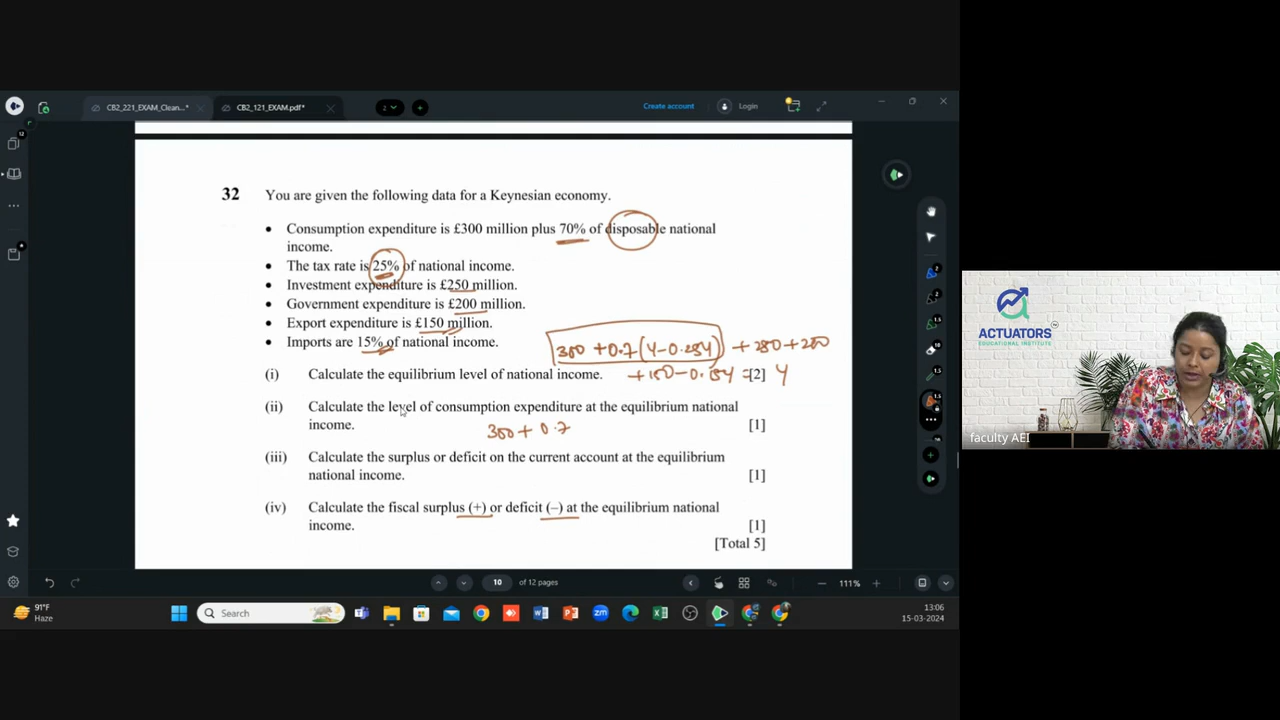 CB2_221_EXAM_Clean...*
CB2_121_EXAM.pdf*
2
Create account
Login
32 You are given the following data for a Keynesian economy.
• Consumption expenditure is £300 million plus 70% of disposable national
income.
• The tax rate is 25% of national income.
• Investment expenditure is £250 million.
• Government expenditure is £200 million.
• Export expenditure is £150 million.
• Imports are 15% of national income.
300 + 0.7 (Y - 0.25Y) + 250 + 200
+ 150 - 0.15Y = Y
(i) Calculate the equilibrium level of national income. [2]
(ii) Calculate the level of consumption expenditure at the equilibrium national
income. [1]
300 + 0.7
(iii) Calculate the surplus or deficit on the current account at the equilibrium
national income. [1]
(iv) Calculate the fiscal surplus (+) or deficit (–) at the equilibrium national
income. [1]
[Total 5]
10 of 12 pages
111%
91°F
Haze
Search
13:06
15-03-2024
ACTUATORS
EDUCATIONAL INSTITUTE
faculty AEI